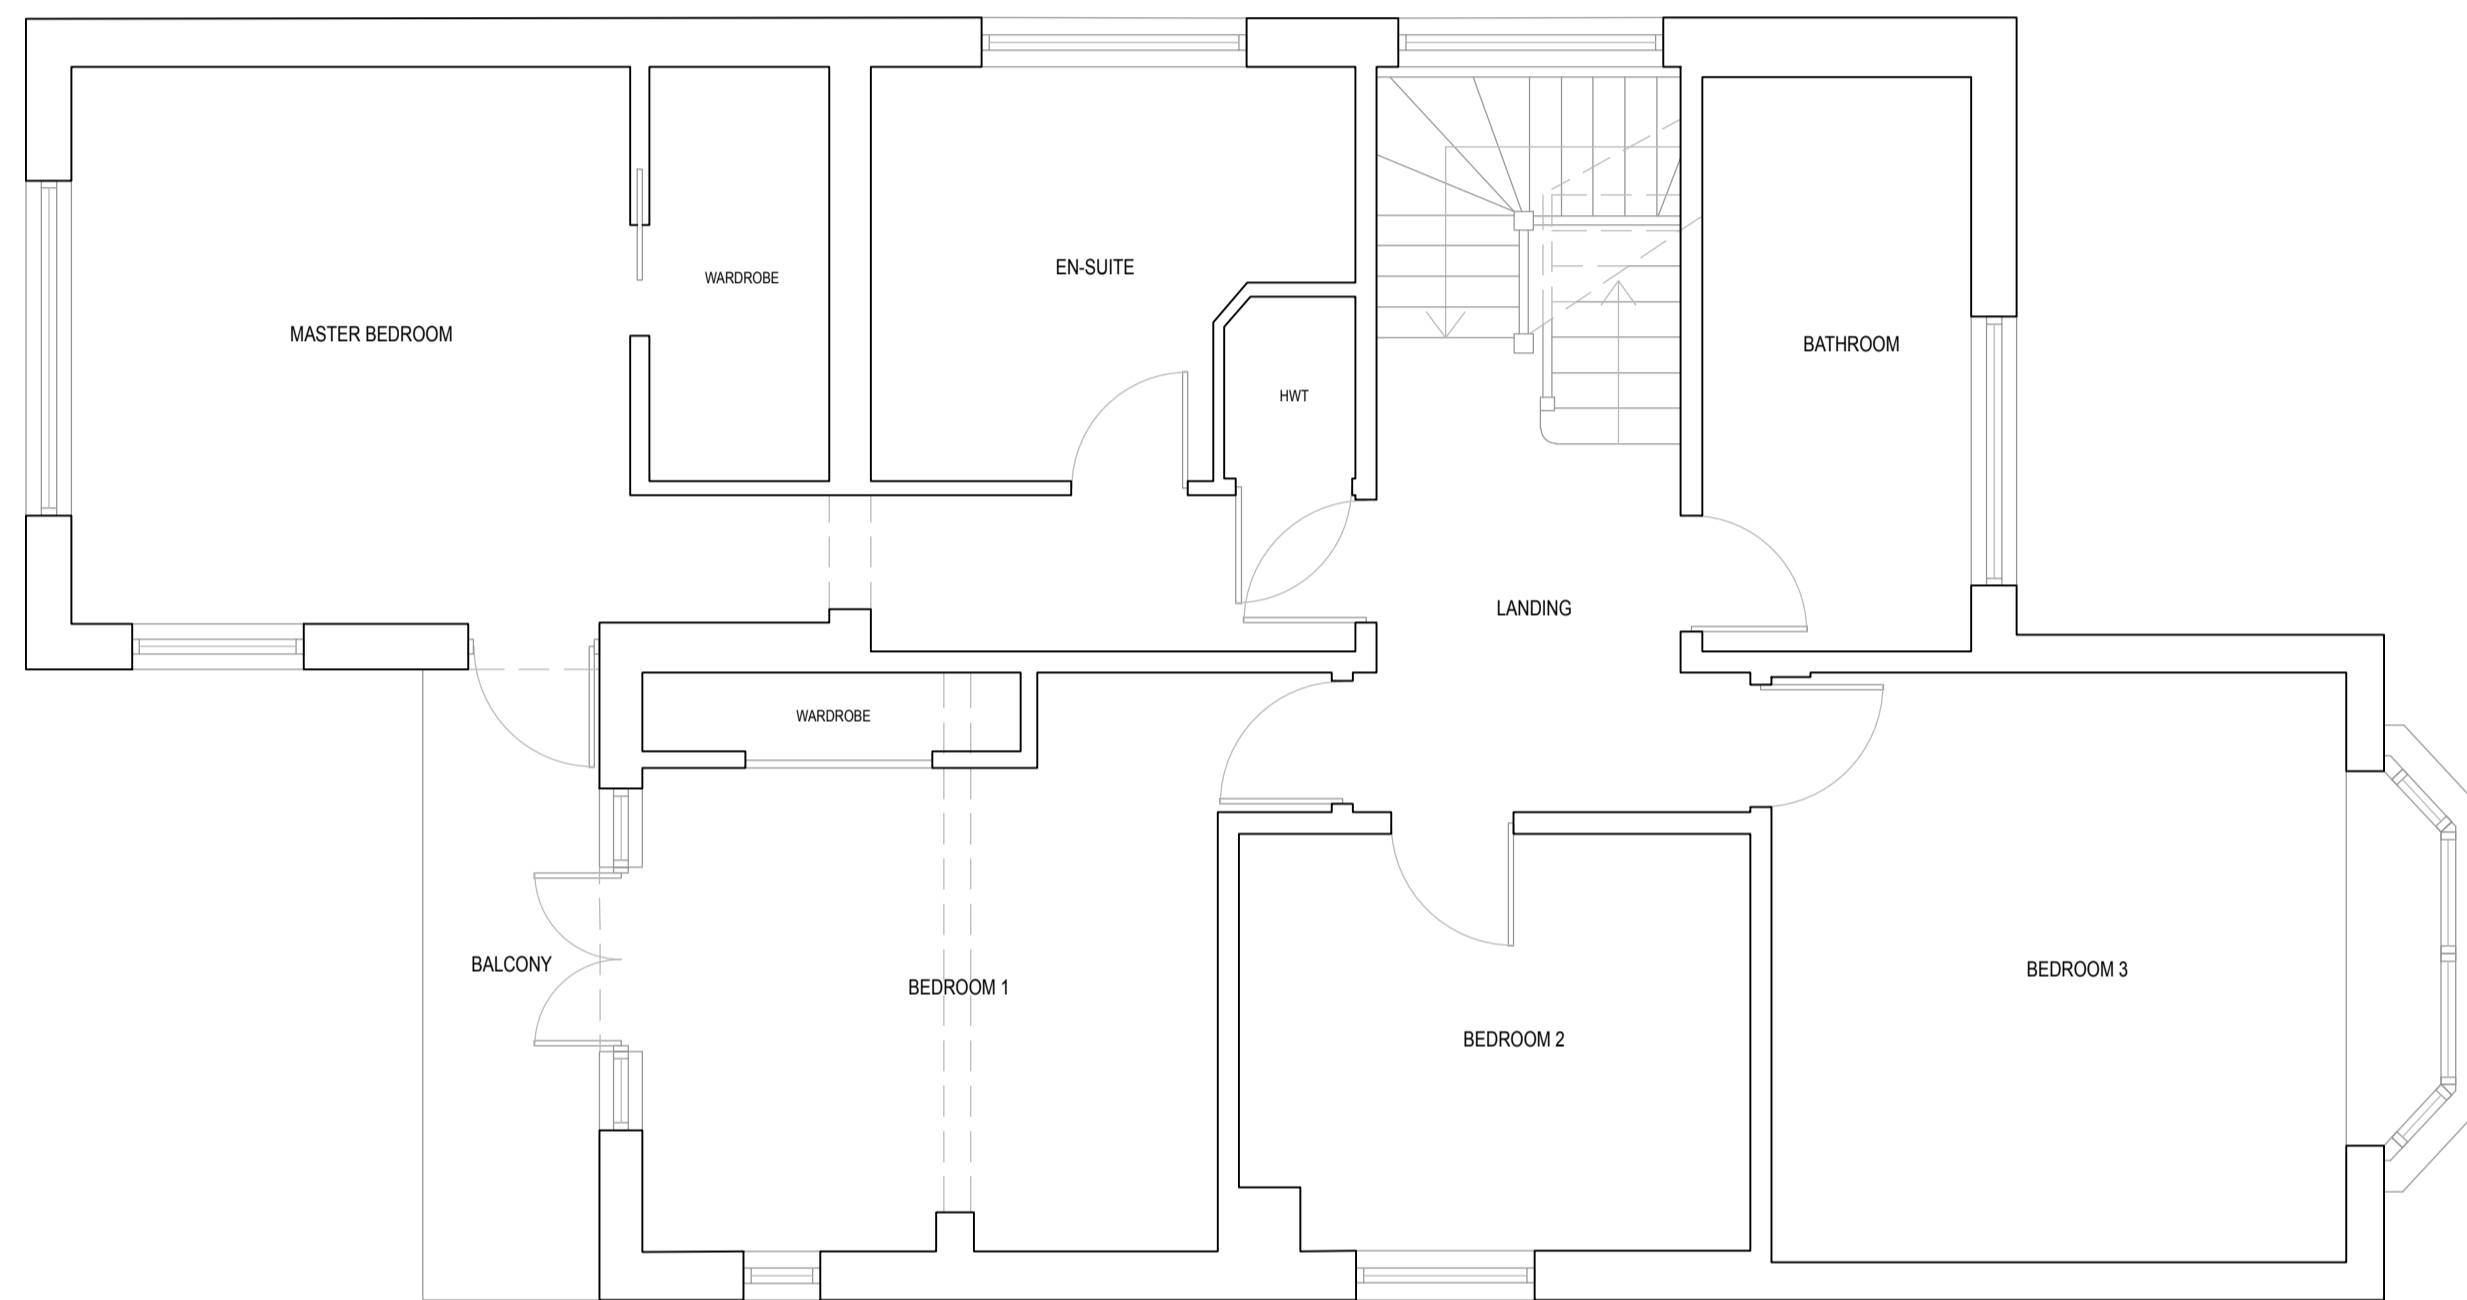 WARDROBE
EN-SUITE
MASTER BEDROOM
BATHROOM
HWT
LANDING
WARDROBE
BALCONY
BEDROOM 1
BEDROOM 2
BEDROOM 3